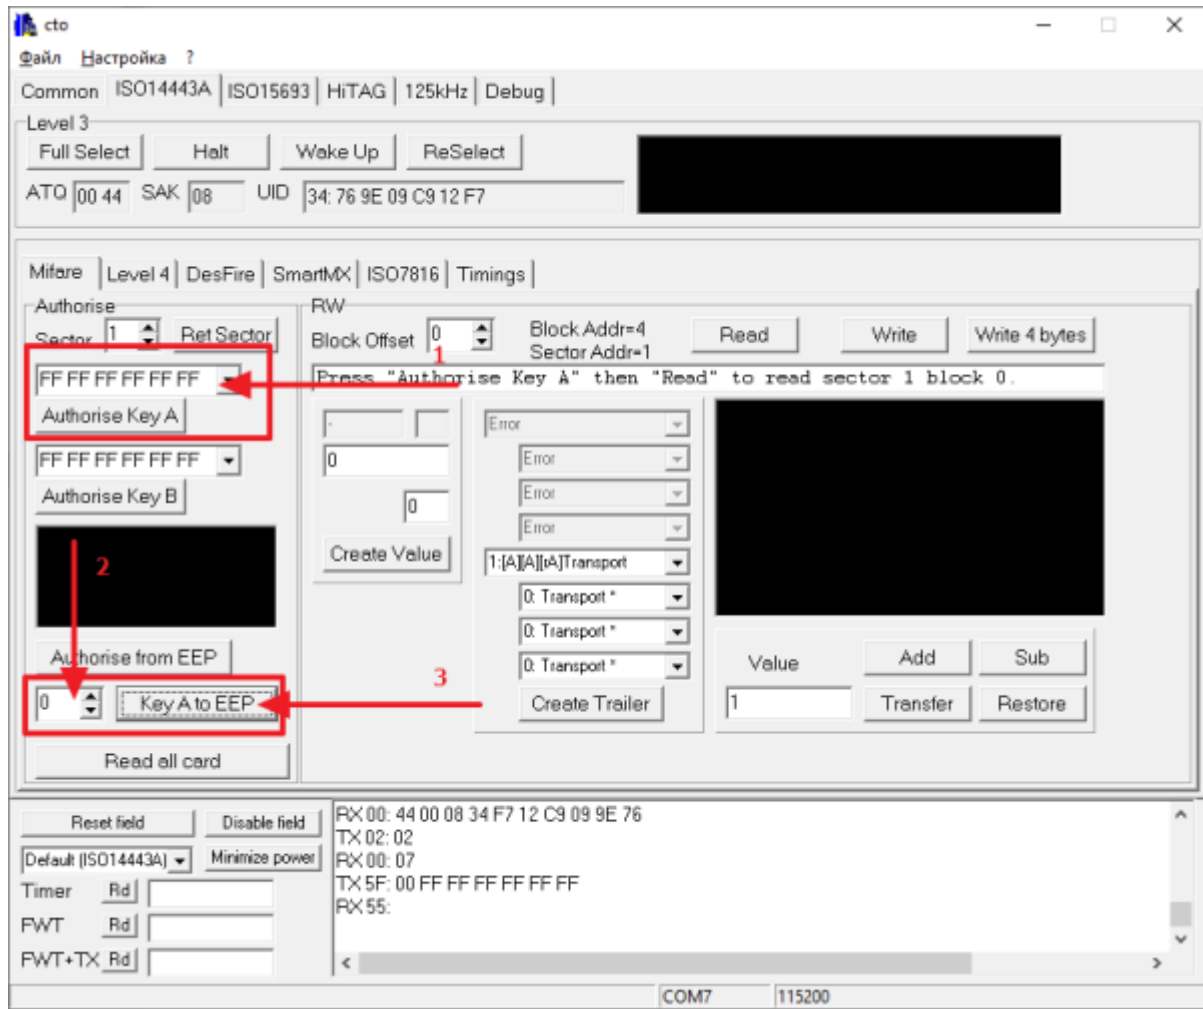 cto
Файл Настройка ?
Common ISO14443A ISO15693 HiTAG 125kHz Debug
Level 3
Full Select Halt Wake Up ReSelect
ATQ 00 44 SAK 08 UID 34: 76 9E 09 C9 12 F7
Mifare Level 4 DesFire SmartMX ISO7816 Timings
Authorise
Sector 1 Ret Sector
FF FF FF FF FF FF
Authorise Key A
FF FF FF FF FF FF
Authorise Key B
Authorise from EEP
0 Key A to EEP
Read all card
RW
Block Offset 0 Block Addr=4 Sector Addr=1 Read Write Write 4 bytes
Press "Authorise Key A" then "Read" to read sector 1 block 0.
-
0
0
Create Value
Error
Error
Error
Error
1:[A][A][iA]Transport
0: Transport *
0: Transport *
0: Transport *
Create Trailer
Value Add Sub
1 Transfer Restore
1
2
3
Reset field Disable field
Default (ISO14443A) Minimize power
Timer Rd
FWT Rd
FWT+TX Rd
RX 00: 44 00 08 34 F7 12 C9 09 9E 76
TX 02: 02
RX 00: 07
TX 5F: 00 FF FF FF FF FF FF
RX 55:
COM7 115200